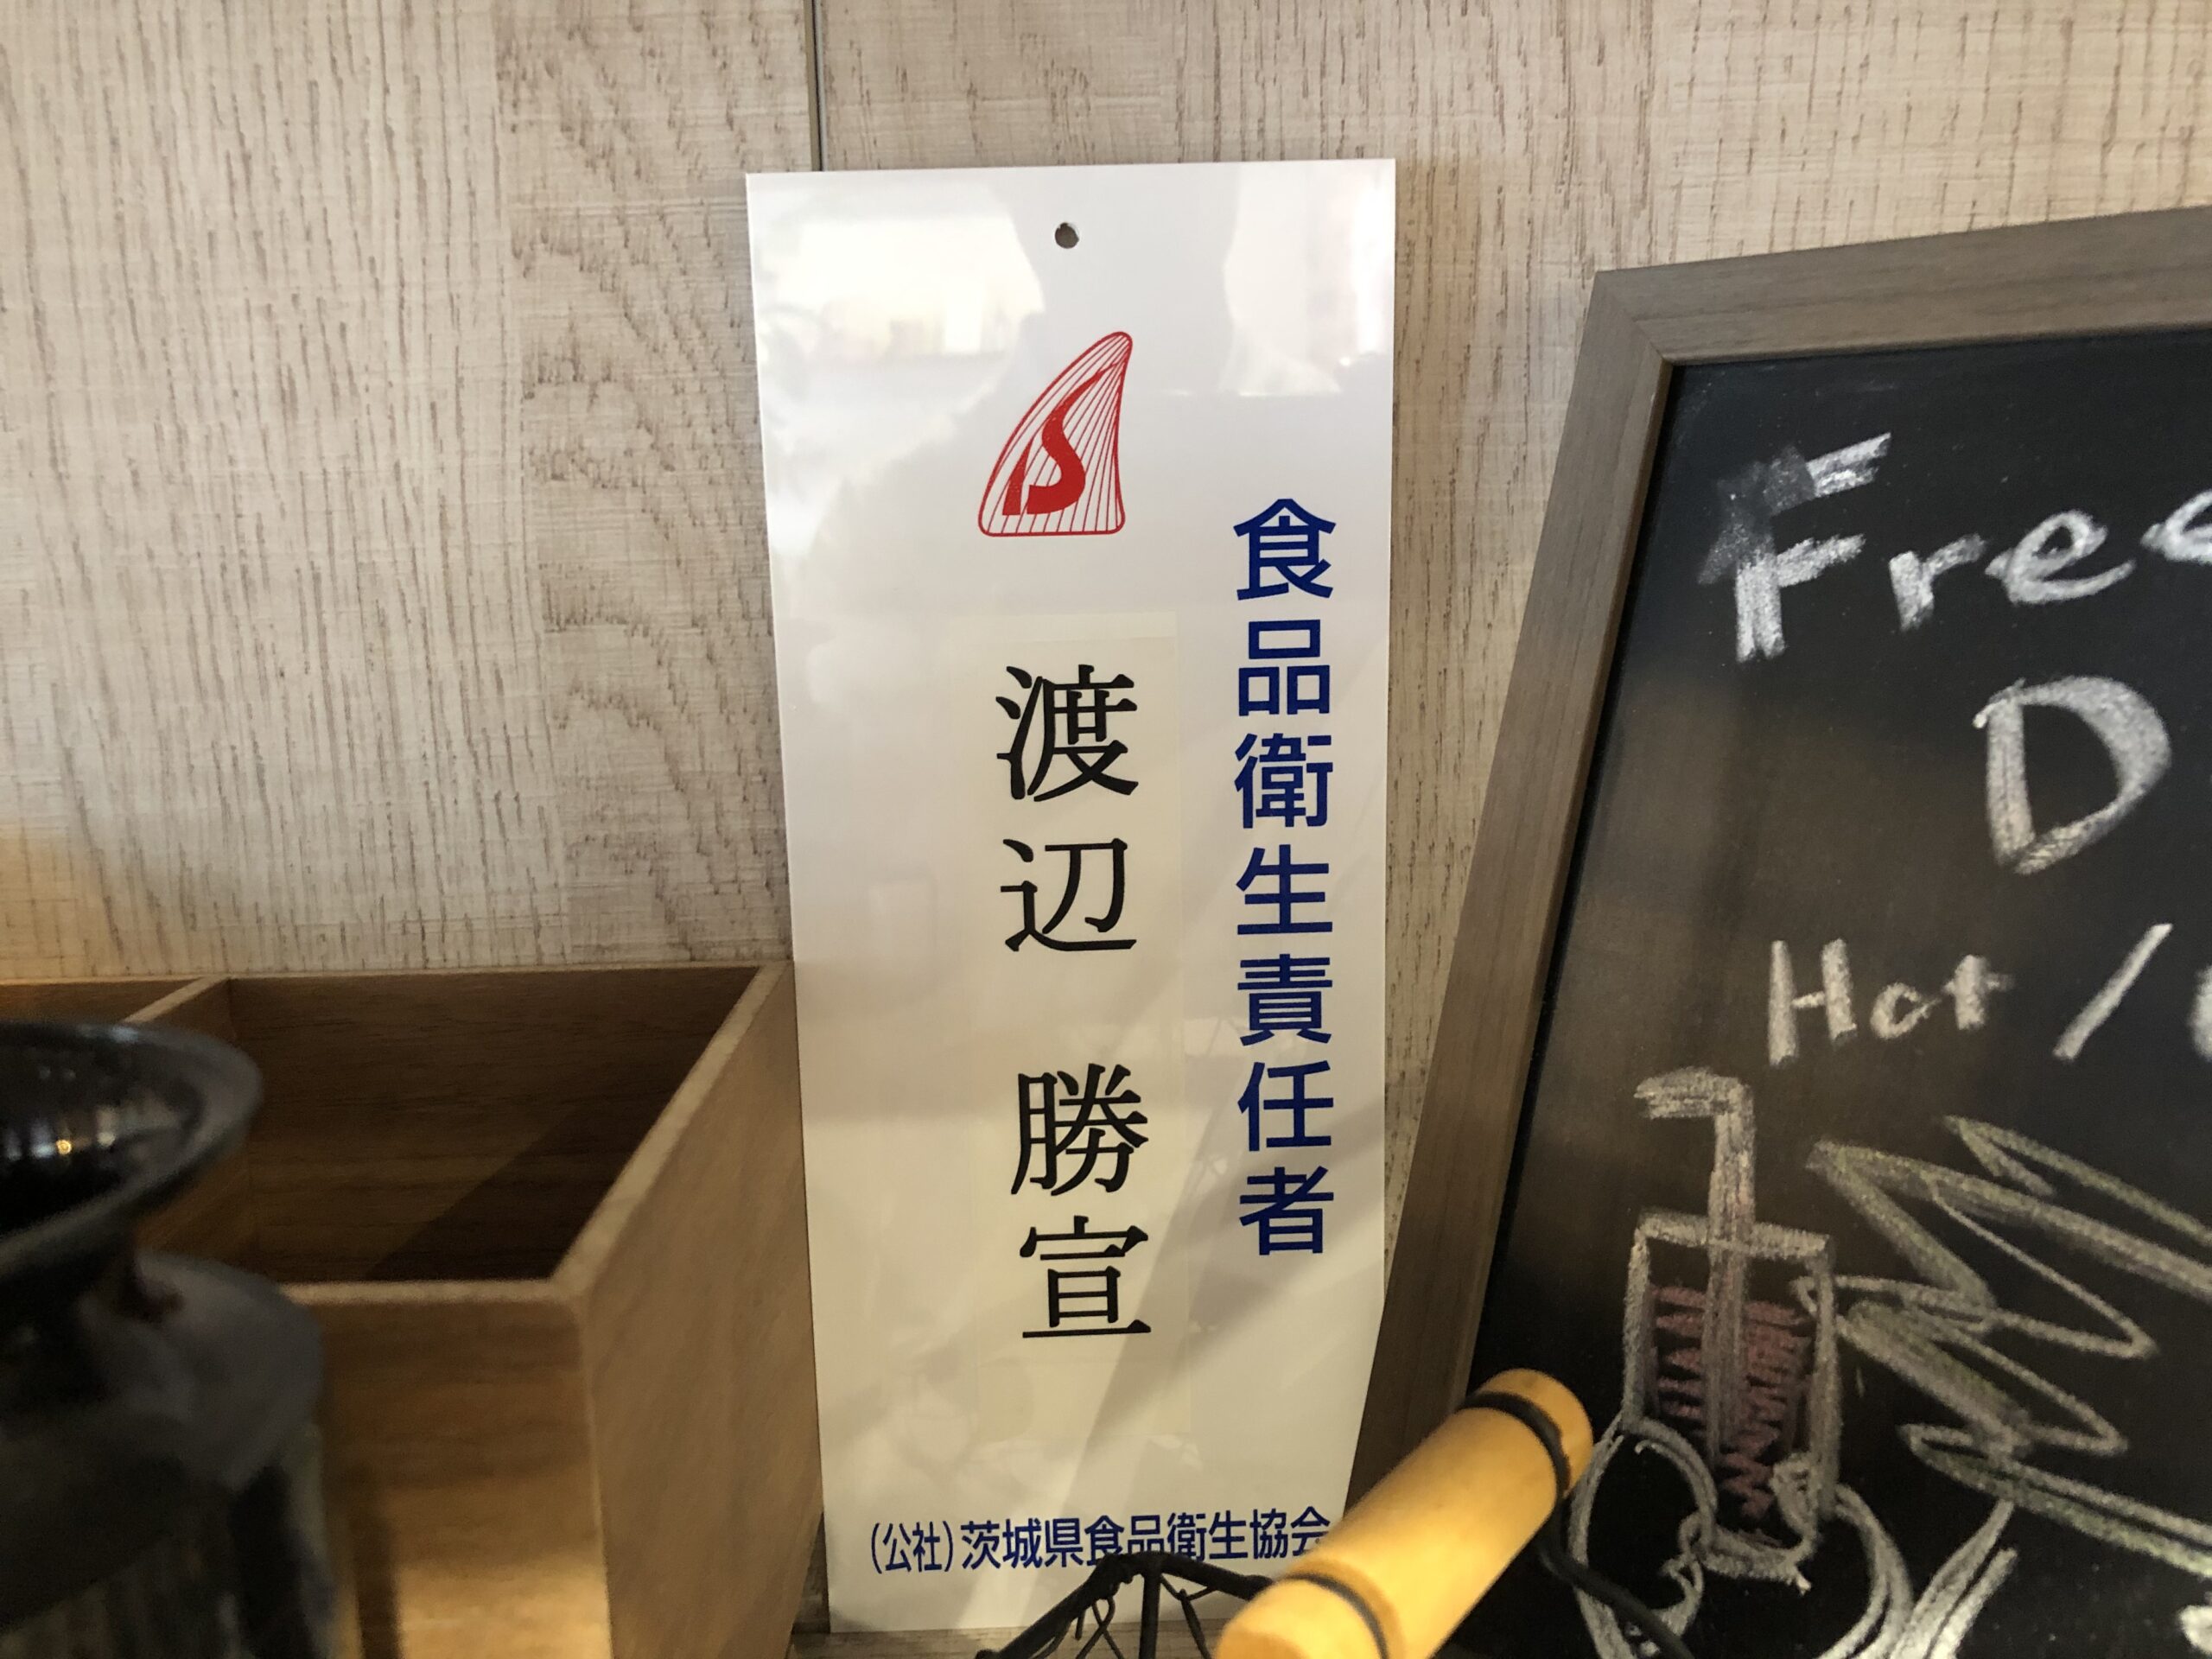 食品衛生責任者
渡辺 勝宣
(公社)茨城県食品衛生協会
Free
D
Hot /